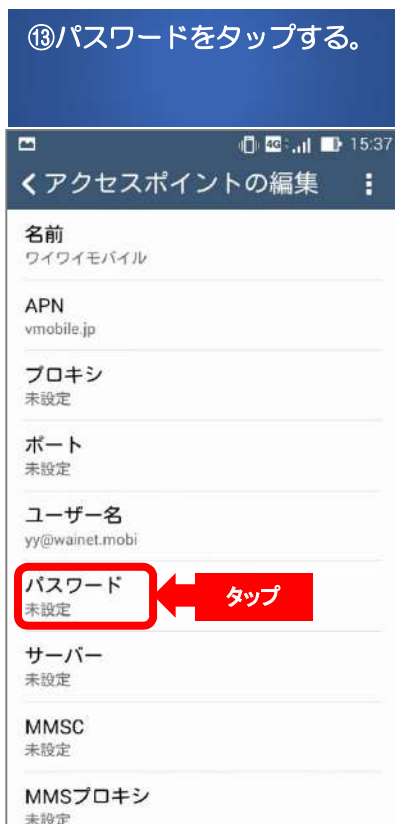 ⑬パスワードをタップする。
4G 15:37
アクセスポイントの編集
名前
ワイワイモバイル
APN
vmobile.jp
プロキシ
未設定
ポート
未設定
ユーザー名
yy@wainet.mobi
パスワード
未設定
タップ
サーバー
未設定
MMSC
未設定
MMSプロキシ
未設定